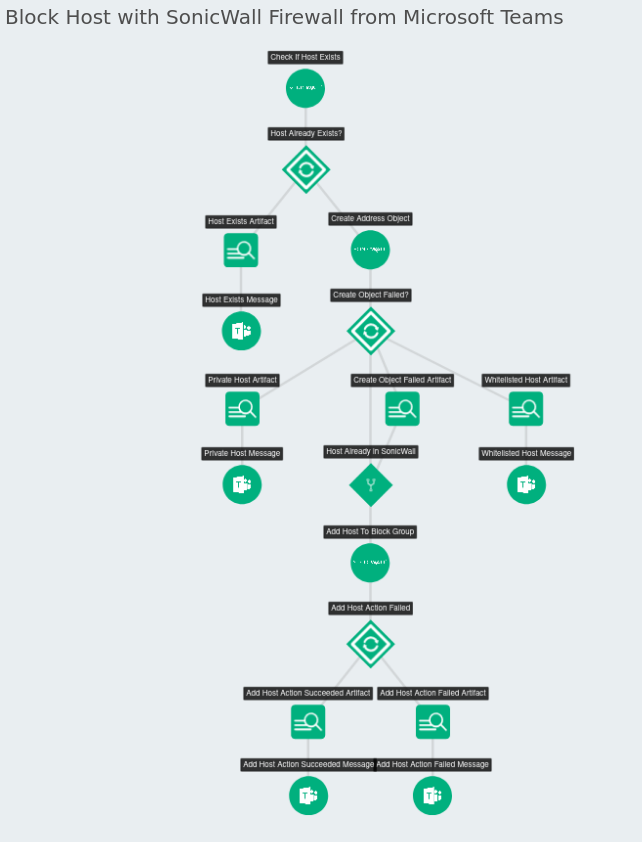 Block Host with SonicWall Firewall from Microsoft Teams
Check If Host Exists
Host Already Exists?
Host Exists Artifact
Create Address Object
Host Exists Message
Create Object Failed?
Private Host Artifact
Create Object Failed Artifact
Whitelisted Host Artifact
Private Host Message
Host Already in SonicWall
Whitelisted Host Message
Add Host To Block Group
Add Host Action Failed
Add Host Action Succeeded Artifact
Add Host Action Failed Artifact
Add Host Action Succeeded Message
Add Host Action Failed Message